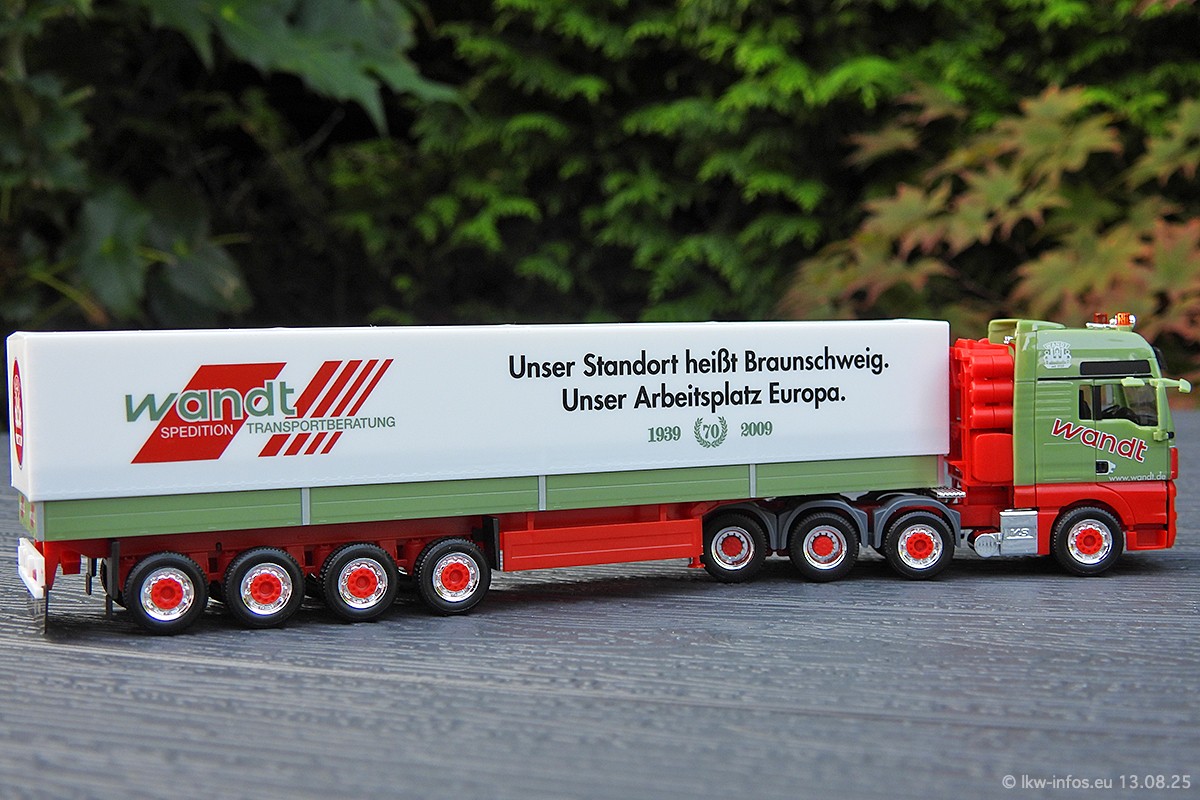 wandt
SPEDITION TRANSPORTBERATUNG
Unser Standort heißt Braunschweig.
Unser Arbeitsplatz Europa.
1939 70 2009
wandt
www.wandt.de
V8
© lkw-infos.eu 13.08.25